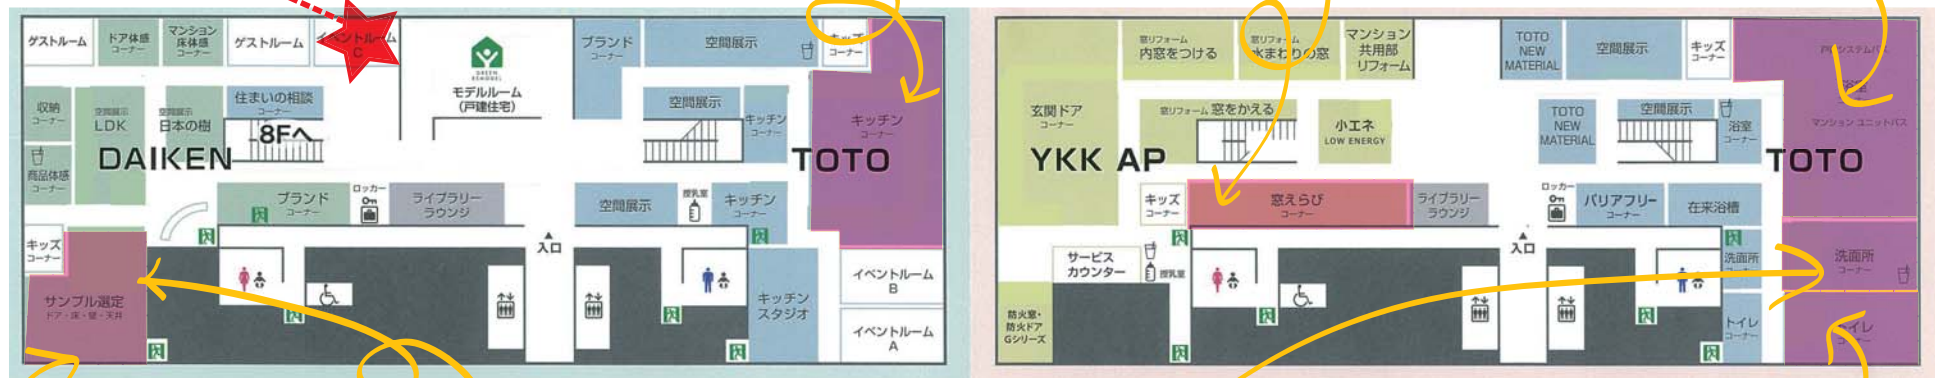 ゲストルーム
ドア体感
コーナー
マンション
床体感
コーナー
ゲストルーム
イベントルーム
C
GREEN
REMODEL
モデルルーム
(戸建住宅)
ブランド
コーナー
空間展示
キッズ
コーナー
収納
コーナー
空間展示
LDK
空間展示
日本の樹
住まいの相談
コーナー
8Fへ
空間展示
キッチン
コーナー
キッチン
コーナー
DAIKEN
TOTO
商品体感
コーナー
ブランド
コーナー
ロッカー
ライブラリー
ラウンジ
空間展示
授乳室
キッチン
コーナー
キッズ
コーナー
入口
サンプル選定
ドア・床・壁・天井
キッチン
スタジオ
イベントルーム
B
イベントルーム
A
窓リフォーム
内窓をつける
窓リフォーム
水まわりの窓
マンション
共用部
リフォーム
TOTO
NEW
MATERIAL
空間展示
キッズ
コーナー
玄関ドア
コーナー
窓リフォーム 窓をかえる
小エネ
LOW ENERGY
TOTO
NEW
MATERIAL
空間展示
浴室
コーナー
マンション ユニットバス
YKK AP
TOTO
キッズ
コーナー
窓えらび
コーナー
ライブラリー
ラウンジ
ロッカー
バリアフリー
コーナー
在来浴槽
入口
サービス
カウンター
授乳室
洗面所
コーナー
洗面所
コーナー
防火窓・
防火ドア
Gシリーズ
トイレ
コーナー
トイレ
コーナー